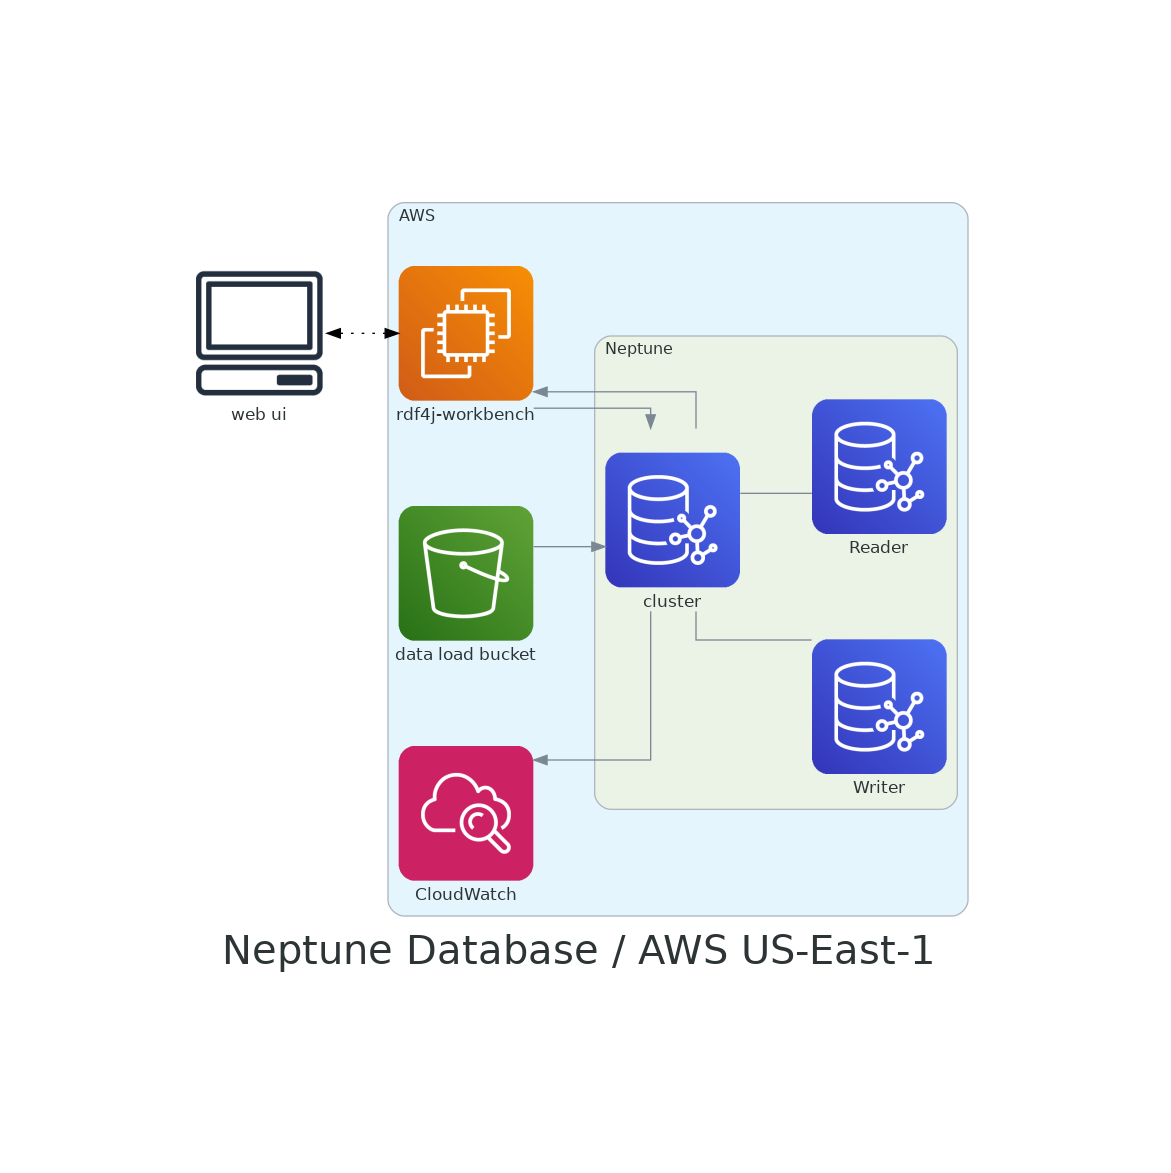 AWS
Neptune
web ui
rdf4j-workbench
Reader
cluster
data load bucket
Writer
CloudWatch
Neptune Database / AWS US-East-1